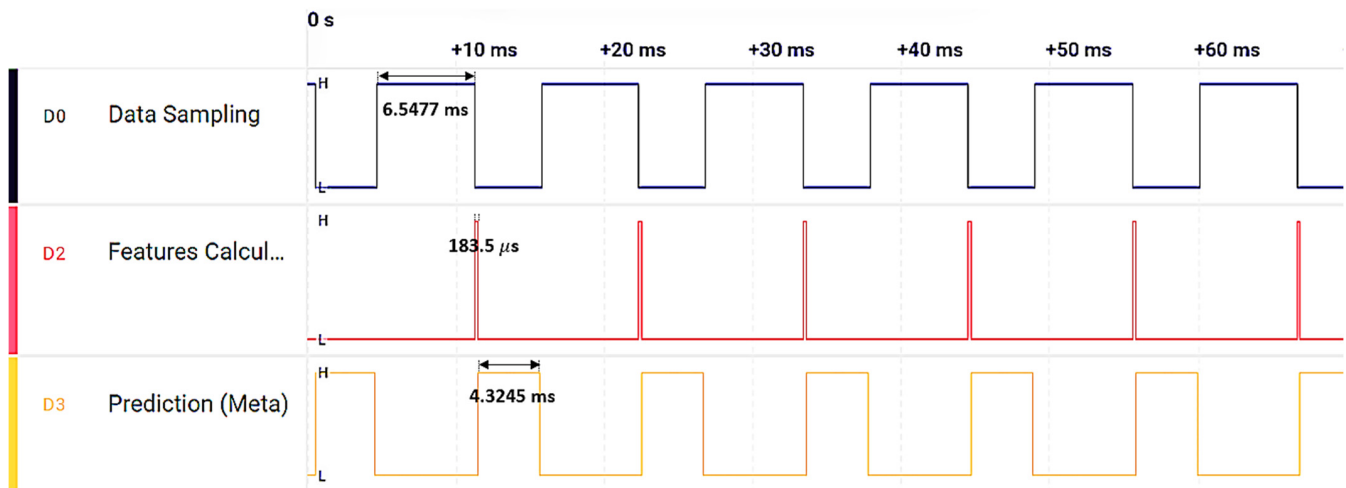 0 s
+10 ms +20 ms +30 ms +40 ms +50 ms +60 ms
H
D0 Data Sampling
6.5477 ms
L
H
D2 Features Calcul...
183.5 μs
L
H
D3 Prediction (Meta)
4.3245 ms
L